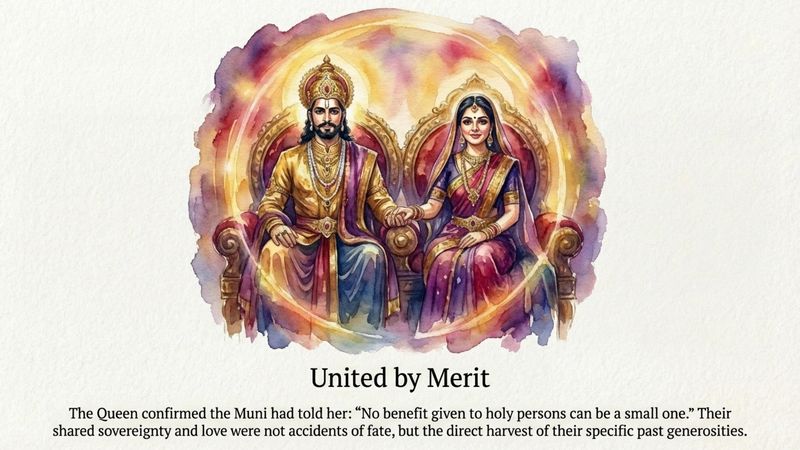 United by Merit
The Queen confirmed the Muni had told her: “No benefit given to holy persons can be a small one.” Their
shared sovereignty and love were not accidents of fate, but the direct harvest of their specific past generosities.